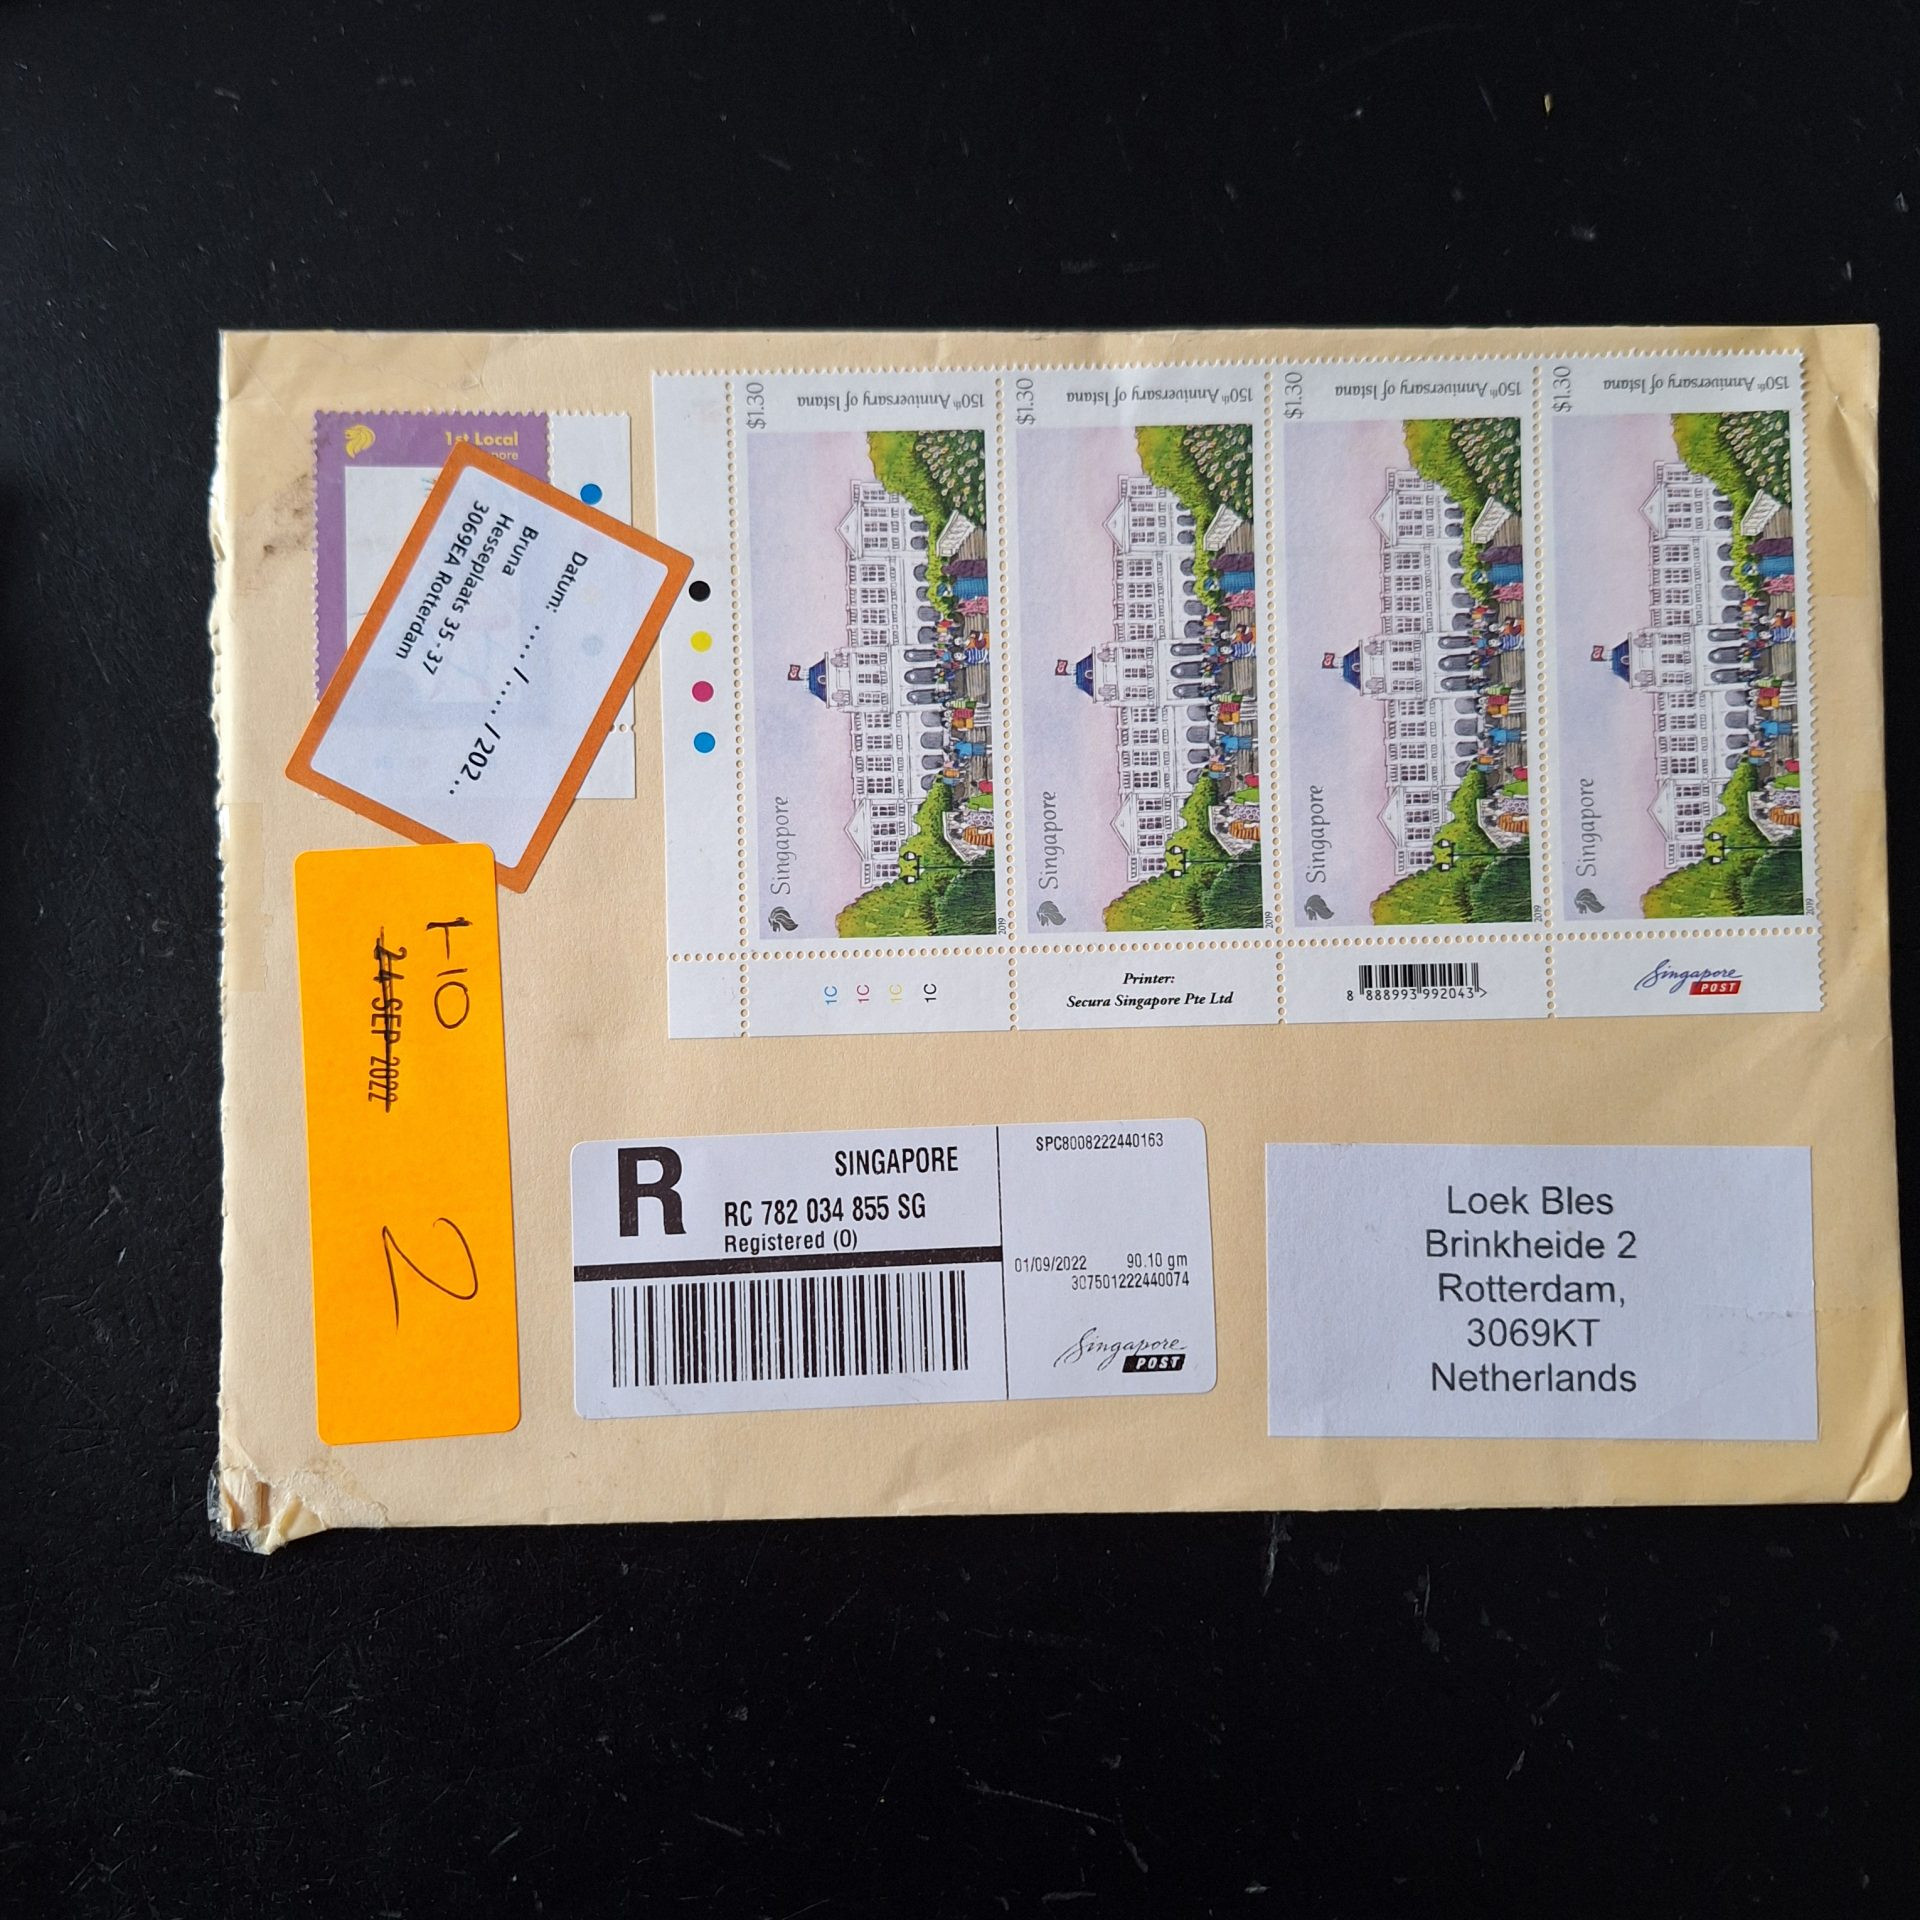 1st Local
Bruna
Hesseplaats 35-37
3069EA Rotterdam
Datum: ...../...../202..
$1.30
150th Anniversary of Istana
Singapore
2019
$1.30
150th Anniversary of Istana
Singapore
2019
$1.30
150th Anniversary of Istana
Singapore
2019
$1.30
150th Anniversary of Istana
Singapore
2019
1C 1C 1C 1C
Printer:
Secura Singapore Pte Ltd
8 888993 992043 >
Singapore
POST
1-10
24 SEP 2022
2
R
SINGAPORE
RC 782 034 855 SG
Registered (0)
SPC8008222440163
01/09/2022 90.10 gm
307501222440074
Singapore
POST
Loek Bles
Brinkheide 2
Rotterdam,
3069KT
Netherlands